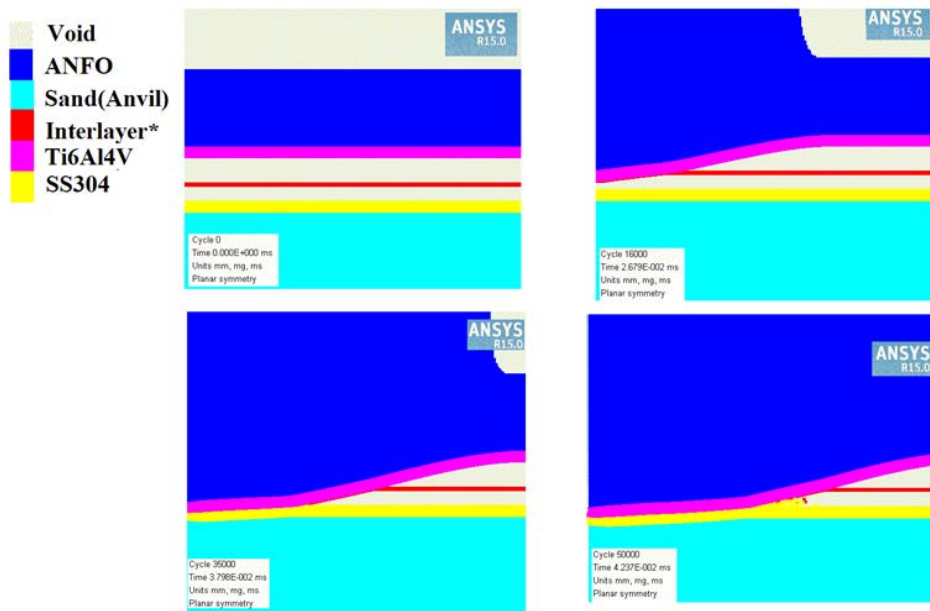 Void
ANFO
Sand(Anvil)
Interlayer*
Ti6Al4V
SS304
ANSYS
R15.0
Cycle 0
Time 0.000E+000 ms
Units mm, mg, ms
Planar symmetry
ANSYS
R15.0
Cycle 16000
Time 2.679E-002 ms
Units mm, mg, ms
Planar symmetry
ANSYS
R15.0
Cycle 35000
Time 3.798E-002 ms
Units mm, mg, ms
Planar symmetry
ANSYS
R15.0
Cycle 50000
Time 4.237E-002 ms
Units mm, mg, ms
Planar symmetry